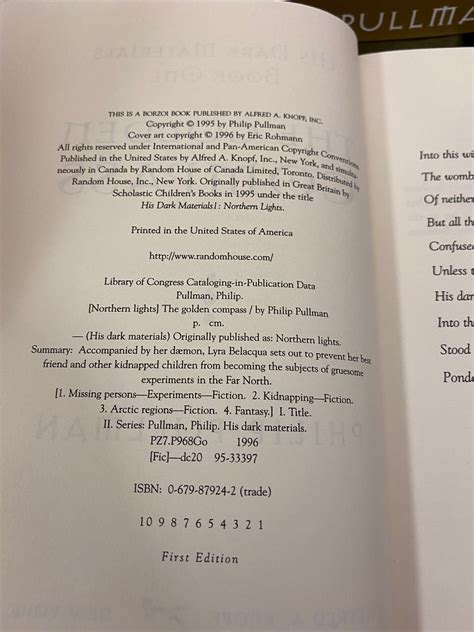 PULLMA
THIS IS A BORZOI BOOK PUBLISHED BY ALFRED A. KNOPF, INC.
Copyright © 1995 by Philip Pullman
Cover art copyright © 1996 by Eric Rohmann
All rights reserved under International and Pan-American Copyright Conventions.
Published in the United States by Alfred A. Knopf, Inc., New York, and simulta-
neously in Canada by Random House of Canada Limited, Toronto. Distributed by
Random House, Inc., New York. Originally published in Great Britain by
Scholastic Children's Books in 1995 under the title
His Dark Materials I: Northern Lights.
Printed in the United States of America
http://www.randomhouse.com/
Library of Congress Cataloging-in-Publication Data
Pullman, Philip.
[Northern lights] The golden compass / by Philip Pullman
p. cm.
— (His dark materials) Originally published as: Northern lights.
Summary: Accompanied by her dæmon, Lyra Belacqua sets out to prevent her best
friend and other kidnapped children from becoming the subjects of gruesome
experiments in the Far North.
[1. Missing persons—Experiments—Fiction. 2. Kidnapping—Fiction.
3. Arctic regions—Fiction. 4. Fantasy.] I. Title.
II. Series: Pullman, Philip. His dark materials.
PZ7.P968Go 1996
[Fic]—dc20 95-33397
ISBN: 0-679-87924-2 (trade)
10 9 8 7 6 5 4 3 2 1
First Edition
Into this wi
The womb
Of neither
But all th
Confused
Unless t
His dar
Into th
Stood
Pond